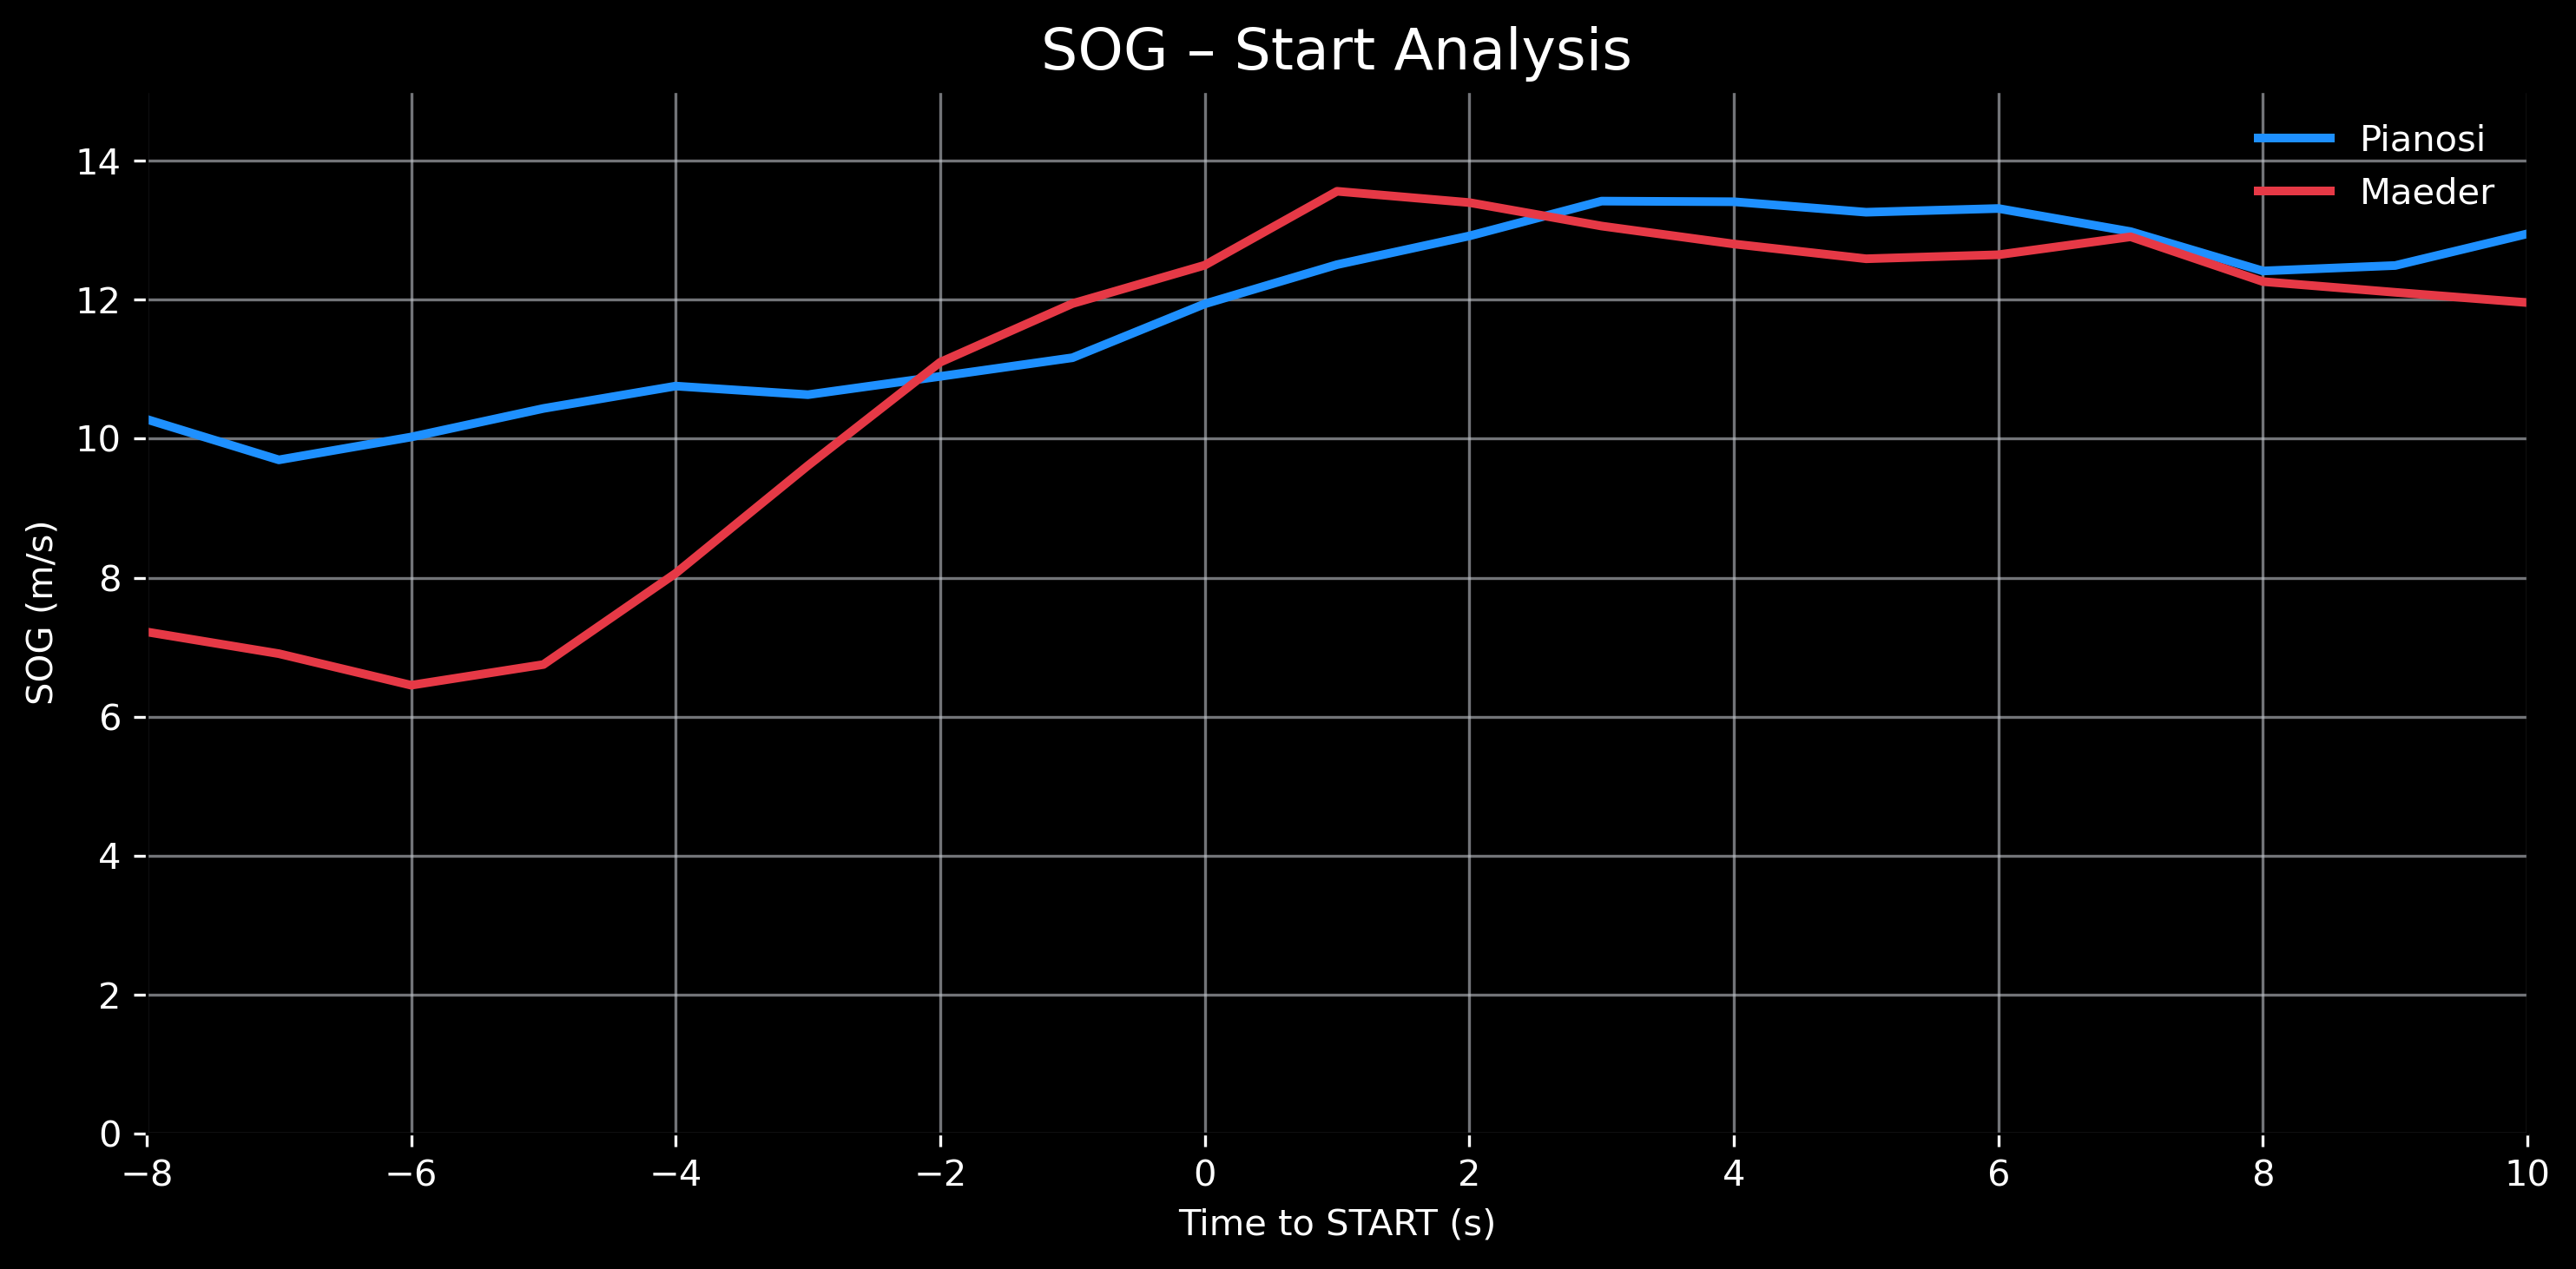 SOG – Start Analysis
Pianosi
Maeder
14
12
10
8
6
4
2
0
SOG (m/s)
−8 −6 −4 −2 0 2 4 6 8 10
Time to START (s)